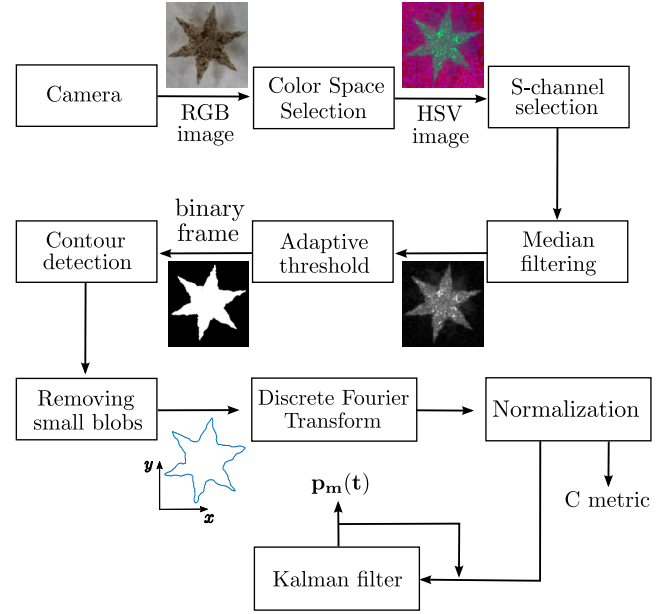 Camera
RGB
image
Color Space
Selection
HSV
image
S-channel
selection
Median
filtering
Adaptive
threshold
binary
frame
Contour
detection
Removing
small blobs
y
x
Discrete Fourier
Transform
Normalization
C metric
p_m(t)
Kalman filter